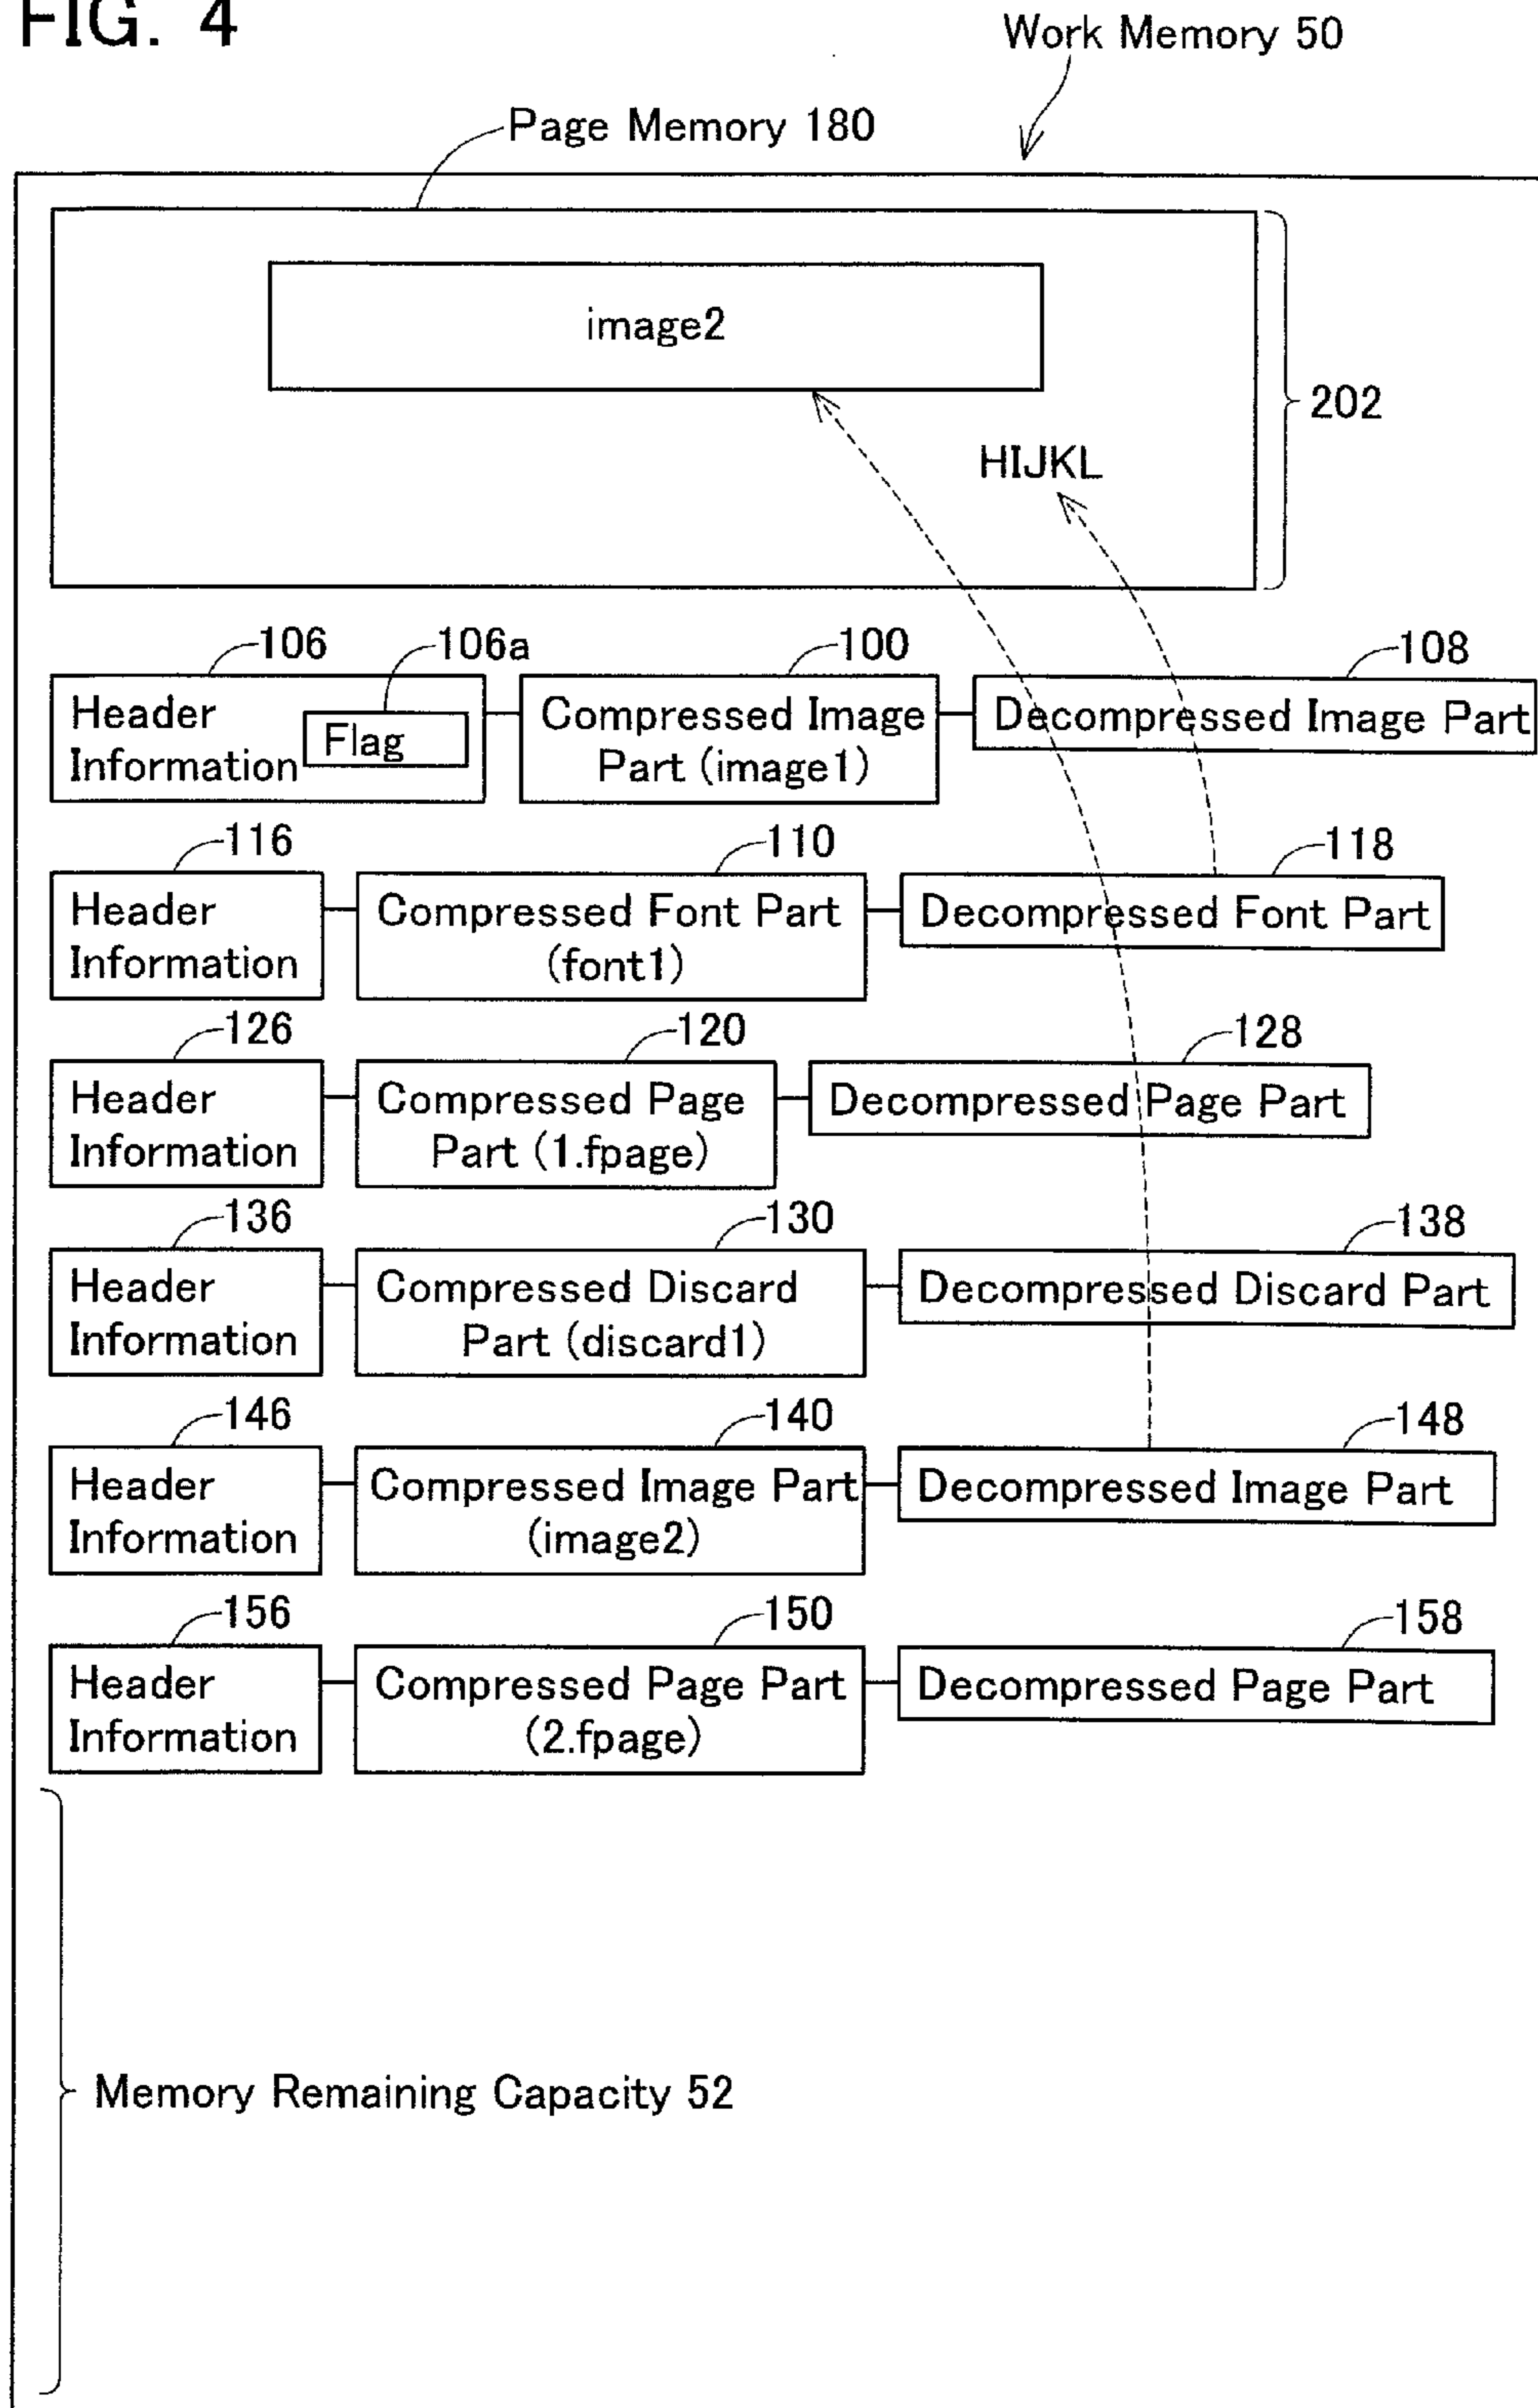 FIG. 4
Work Memory 50
Page Memory 180
image2
202
HIJKL
106
106a
100
108
Header
Information
Flag
Compressed Image
Part (image1)
Decompressed Image Part
116
110
118
Header
Information
Compressed Font Part
(font1)
Decompressed Font Part
126
120
128
Header
Information
Compressed Page
Part (1.fpage)
Decompressed Page Part
136
130
138
Header
Information
Compressed Discard
Part (discard1)
Decompressed Discard Part
146
140
148
Header
Information
Compressed Image Part
(image2)
Decompressed Image Part
156
150
158
Header
Information
Compressed Page Part
(2.fpage)
Decompressed Page Part
Memory Remaining Capacity 52